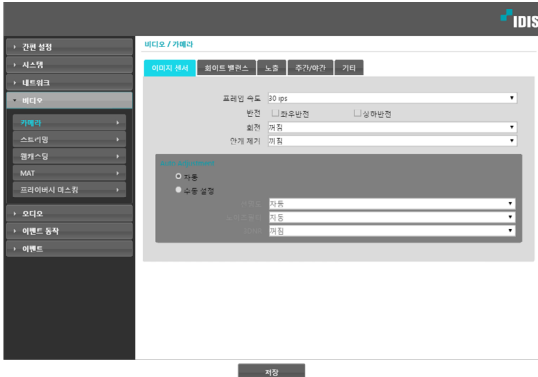 IDIS
간편 설정
시스템
네트워크
비디오
카메라
스트리밍
웹캐스팅
MAT
프라이버시 마스킹
오디오
이벤트 동작
이벤트
비디오 / 카메라
이미지 센서 화이트 밸런스 노출 주간/야간 기타
프레임 속도 30 ips
반전 좌우반전 상하반전
회전 꺼짐
안개 제거 꺼짐
자동
수동 설정
자동
자동
꺼짐
저장